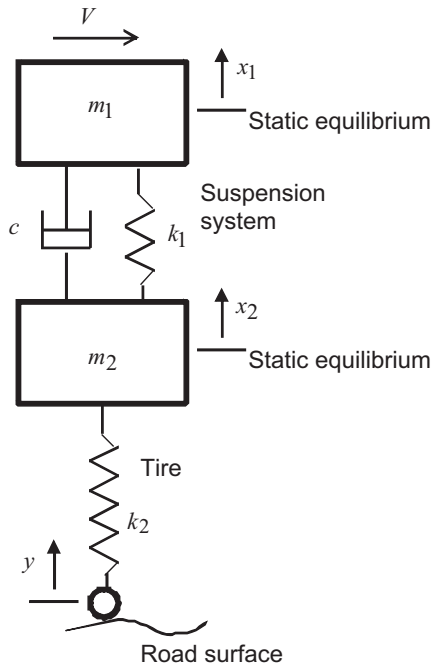 V
x1
m1
Static equilibrium
Suspension
system
c
k1
x2
m2
Static equilibrium
Tire
k2
y
Road surface